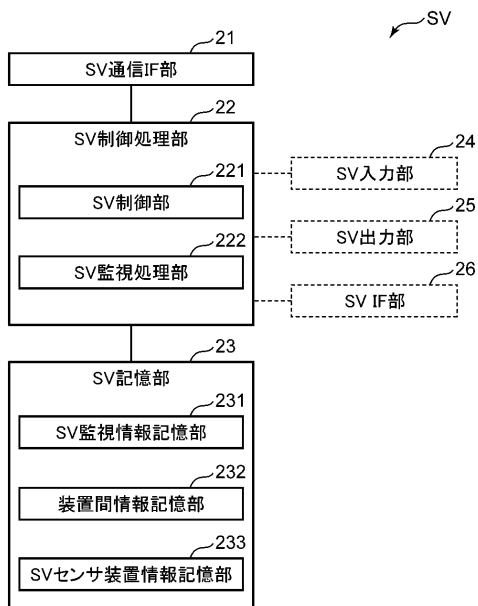 SV
21
SV通信IF部
22
SV制御処理部
221
SV制御部
222
SV監視処理部
24
SV入力部
25
SV出力部
26
SV IF部
23
SV記憶部
231
SV監視情報記憶部
232
装置間情報記憶部
233
SVセンサ装置情報記憶部